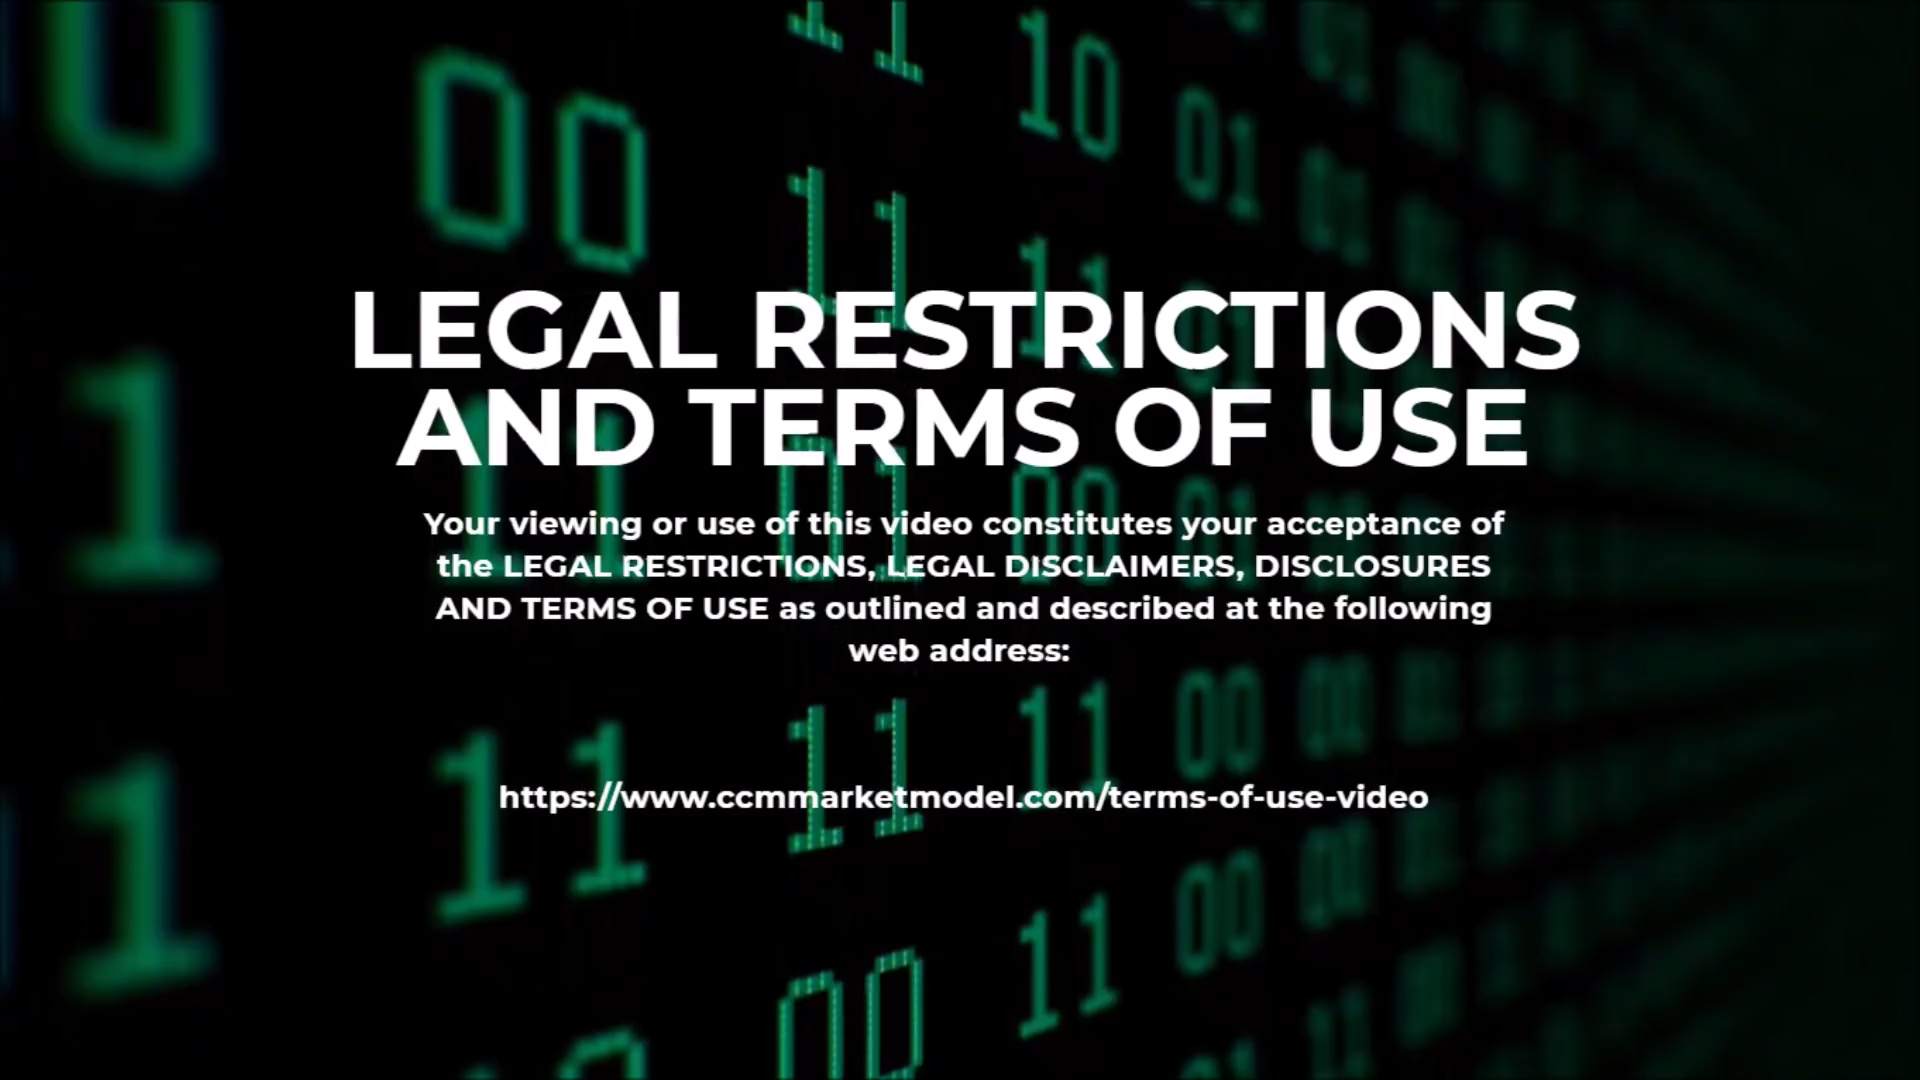 LEGAL RESTRICTIONS
AND TERMS OF USE
Your viewing or use of this video constitutes your acceptance of
the LEGAL RESTRICTIONS, LEGAL DISCLAIMERS, DISCLOSURES
AND TERMS OF USE as outlined and described at the following
web address:
https://www.ccmmarketmodel.com/terms-of-use-video